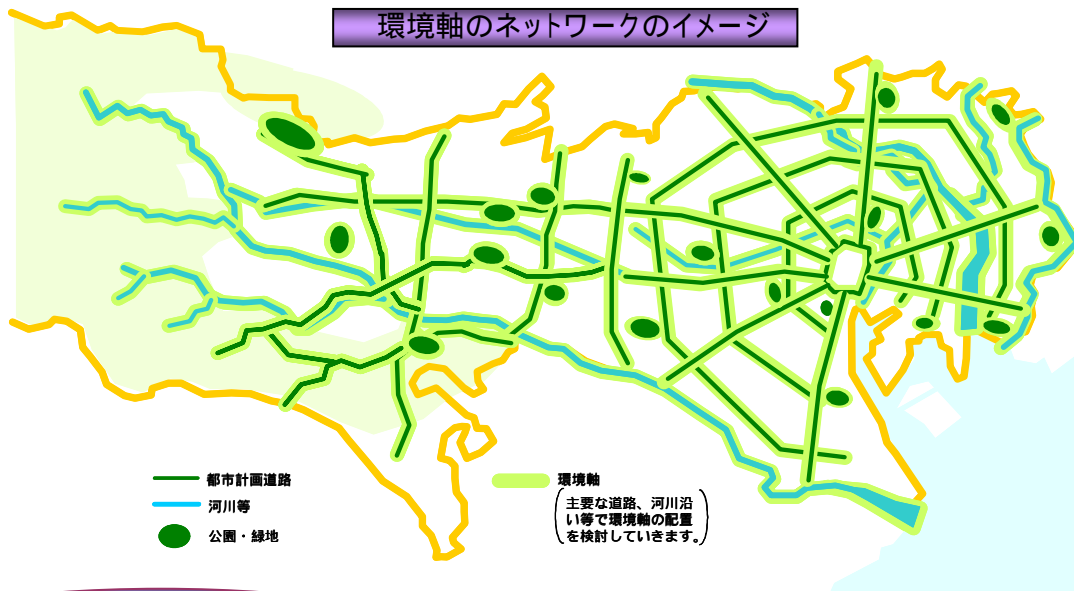 環境軸のネットワークのイメージ
都市計画道路
河川等
公園・緑地
環境軸
主要な道路、河川沿
い等で環境軸の配置
を検討していきます。